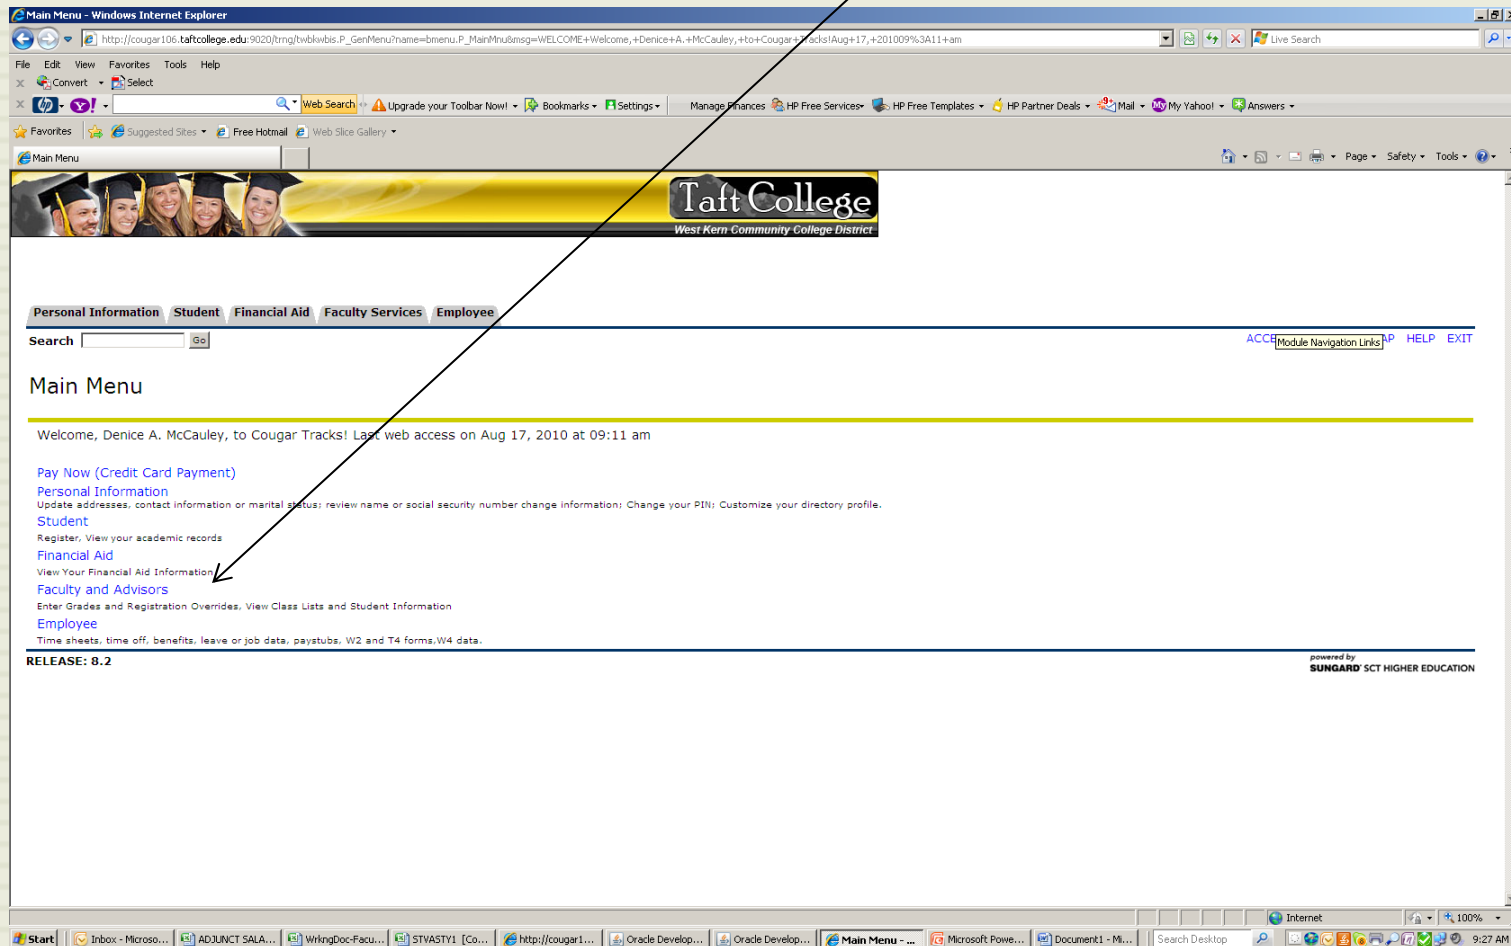 Main Menu - Windows Internet Explorer
http://cougar106.taftcollege.edu:9020/trng/twbkwbis.P_GenMenu?name=bmenu.P_MainMnu&msg=WELCOME+Welcome,+Denice+A.+McCauley,+to+Cougar+Tracks!Aug+17,+201009%3A11+am
Live Search
File Edit View Favorites Tools Help
x Convert Select
x Web Search Upgrade your Toolbar Now! Bookmarks Settings Manage Finances HP Free Services HP Free Templates HP Partner Deals Mail My Yahoo! Answers
Favorites Suggested Sites Free Hotmail Web Slice Gallery
Main Menu Page Safety Tools
Taft College
West Kern Community College District
Personal Information Student Financial Aid Faculty Services Employee
Search Go
ACCE Module Navigation Links AP HELP EXIT
Main Menu
Welcome, Denice A. McCauley, to Cougar Tracks! Last web access on Aug 17, 2010 at 09:11 am
Pay Now (Credit Card Payment)
Personal Information
Update addresses, contact information or marital status; review name or social security number change information; Change your PIN; Customize your directory profile.
Student
Register, View your academic records
Financial Aid
View Your Financial Aid Information
Faculty and Advisors
Enter Grades and Registration Overrides, View Class Lists and Student Information
Employee
Time sheets, time off, benefits, leave or job data, paystubs, W2 and T4 forms,W4 data.
RELEASE: 8.2
powered by
SUNGARD' SCT HIGHER EDUCATION
Internet 100%
Start Inbox - Microso... ADJUNCT SALA... WrkngDoc-Facu... STVASTY1 [Co... http://cougar1... Oracle Develop... Oracle Develop... Main Menu - ... Microsoft Powe... Document1 - Mi... Search Desktop 9:27 AM